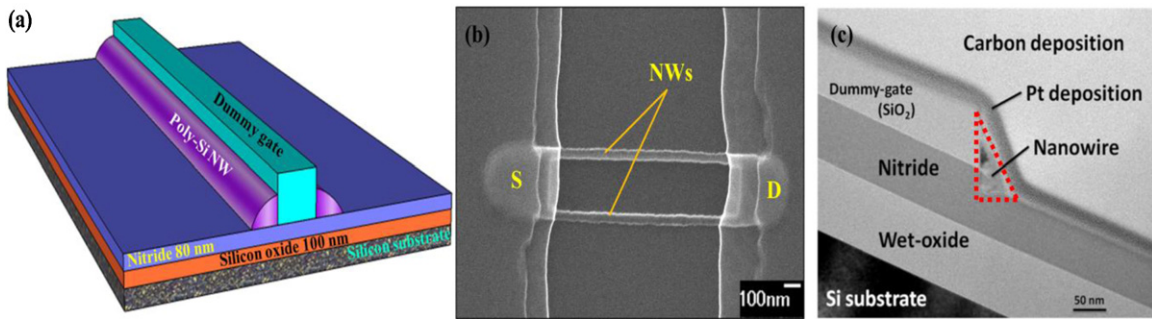 (a)
Dummy gate
Poly-Si NW
Nitride 80 nm
Silicon oxide 100 nm
Silicon substrate
(b)
NWs
S
D
100nm
(c)
Carbon deposition
Dummy-gate
(SiO₂)
Pt deposition
Nanowire
Nitride
Wet-oxide
Si substrate
50 nm